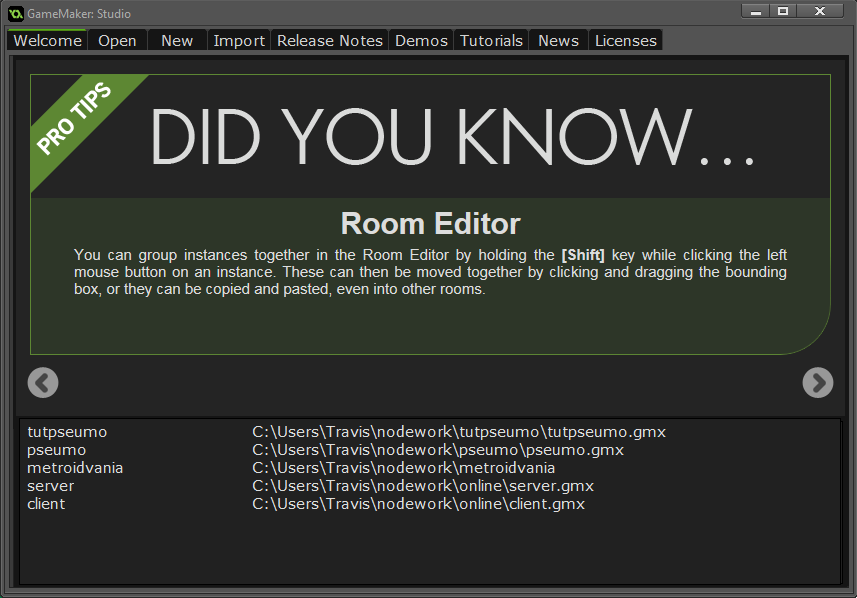 GameMaker: Studio
Welcome Open New Import Release Notes Demos Tutorials News Licenses
PRO TIPS
DID YOU KNOW...
Room Editor
You can group instances together in the Room Editor by holding the [Shift] key while clicking the left
mouse button on an instance. These can then be moved together by clicking and dragging the bounding
box, or they can be copied and pasted, even into other rooms.
tutpseumo C:\Users\Travis\nodework\tutpseumo\tutpseumo.gmx
pseumo C:\Users\Travis\nodework\pseumo\pseumo.gmx
metroidvania C:\Users\Travis\nodework\metroidvania
server C:\Users\Travis\nodework\online\server.gmx
client C:\Users\Travis\nodework\online\client.gmx